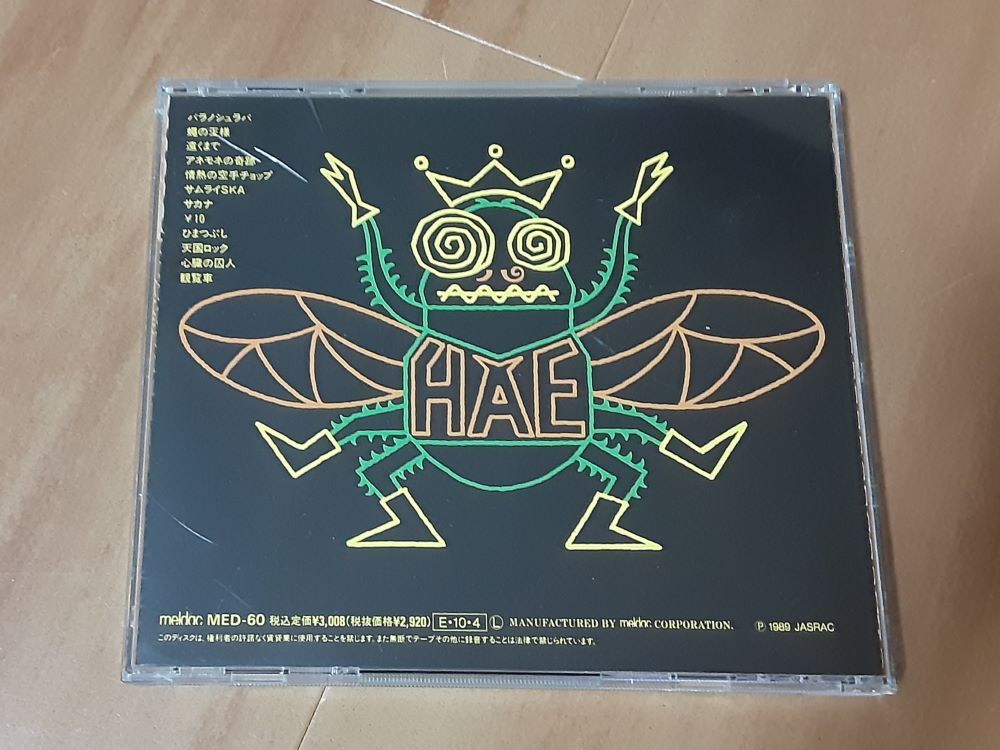 パラノシュラバ
蠅の王様
遠くまで
アネモネの奇跡
情熱の空手チョップ
サムライSKA
サカナ
¥10
ひまつぶし
天国ロック
心臓の囚人
観覧車
HAE
meldac MED-60 税込定価¥3,008(税抜価格¥2,920) E・10・4 Ⓛ MANUFACTURED BY meldac CORPORATION. Ⓟ 1989 JASRAC
このディスクは、権利者の許諾なく賃貸業に使用することを禁じます。また無断でテープその他に録音することは法律で禁じられています。